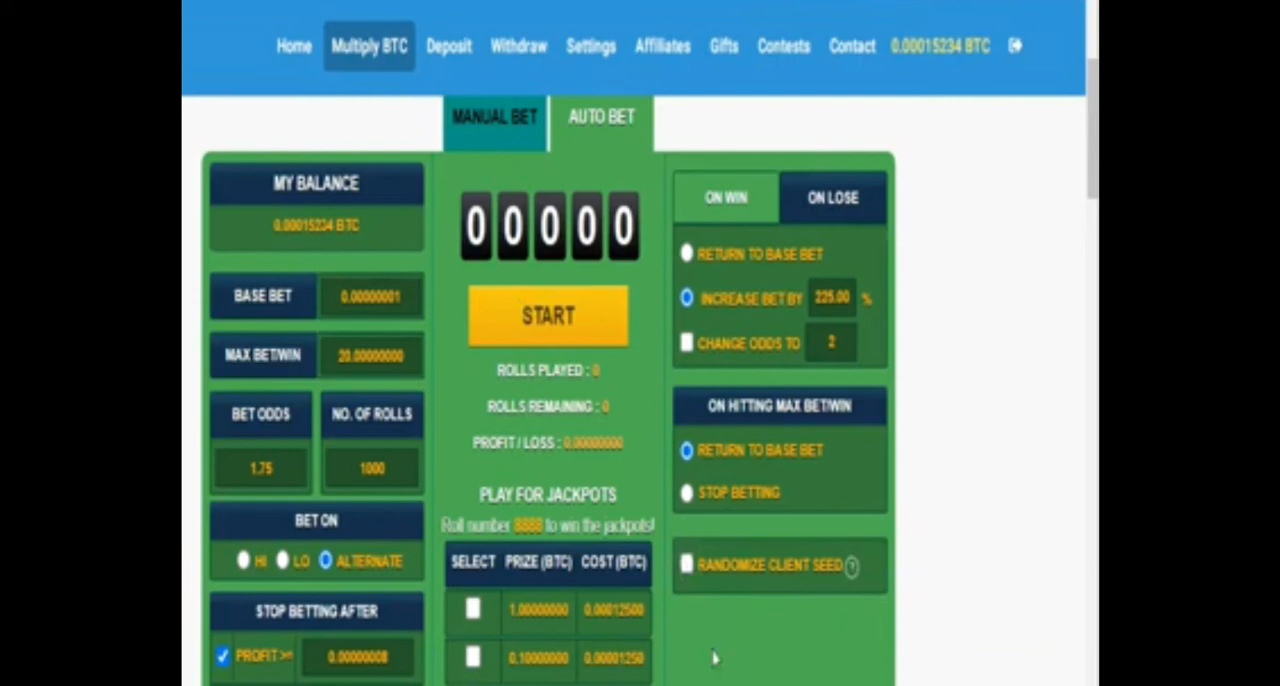 Home Multiply BTC Deposit Withdraw Settings Affiliates Gifts Contests Contact 0.00015234 BTC
MANUAL BET AUTO BET
MY BALANCE
0.00015234 BTC
BASE BET 0.00000001
MAX BET/WIN 20.00000000
BET ODDS NO. OF ROLLS
1.75 1000
BET ON
HI LO ALTERNATE
STOP BETTING AFTER
PROFIT >= 0.00000008
00000
START
ROLLS PLAYED : 0
ROLLS REMAINING : 0
PROFIT / LOSS : 0.00000000
PLAY FOR JACKPOTS
Roll number 8888 to win the jackpots!
SELECT PRIZE (BTC) COST (BTC)
1.00000000 0.00012500
0.10000000 0.00001250
ON WIN ON LOSE
RETURN TO BASE BET
INCREASE BET BY 225.00 %
CHANGE ODDS TO 2
ON HITTING MAX BET/WIN
RETURN TO BASE BET
STOP BETTING
RANDOMIZE CLIENT SEED ?